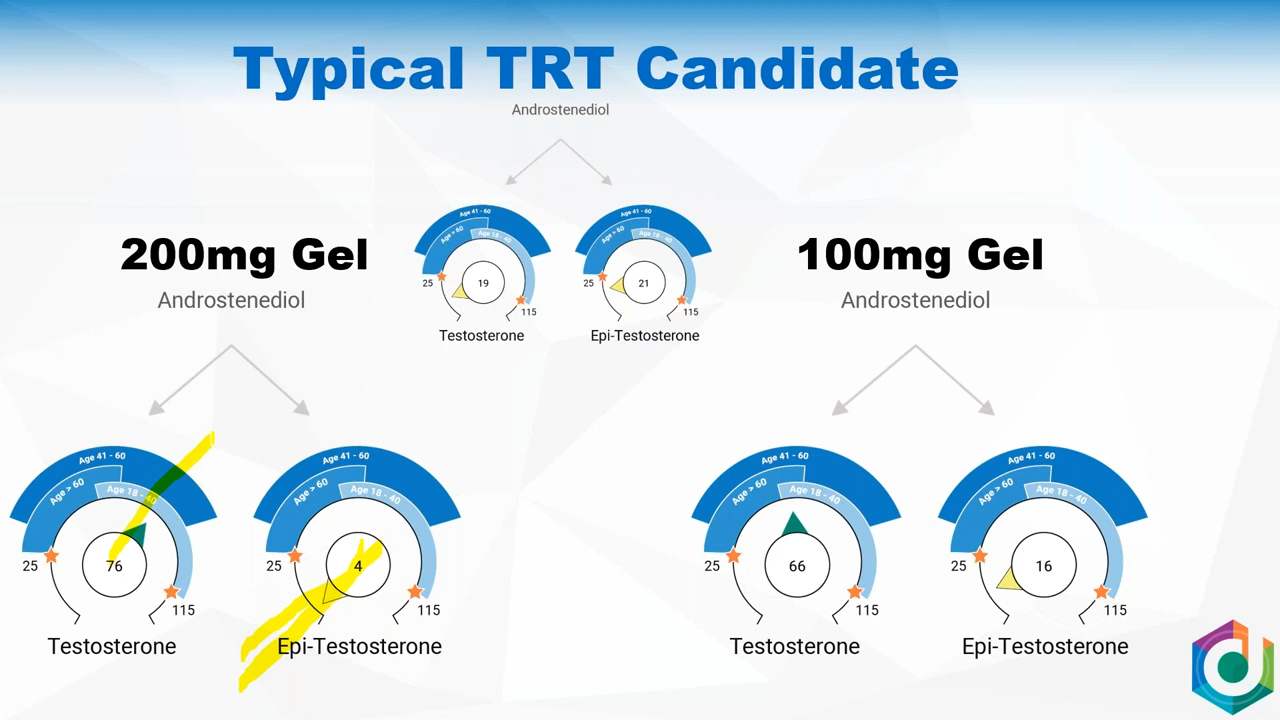 Typical TRT Candidate
Androstenediol
Age 41 - 60
Age > 60
Age 18 - 40
25
19
115
Testosterone
Age 41 - 60
Age > 60
Age 18 - 40
25
21
115
Epi-Testosterone
200mg Gel
Androstenediol
Age 41 - 60
Age > 60
Age 18 - 40
25
76
115
Testosterone
Age 41 - 60
Age > 60
Age 18 - 40
25
4
115
Epi-Testosterone
100mg Gel
Androstenediol
Age 41 - 60
Age > 60
Age 18 - 40
25
66
115
Testosterone
Age 41 - 60
Age > 60
Age 18 - 40
25
16
115
Epi-Testosterone